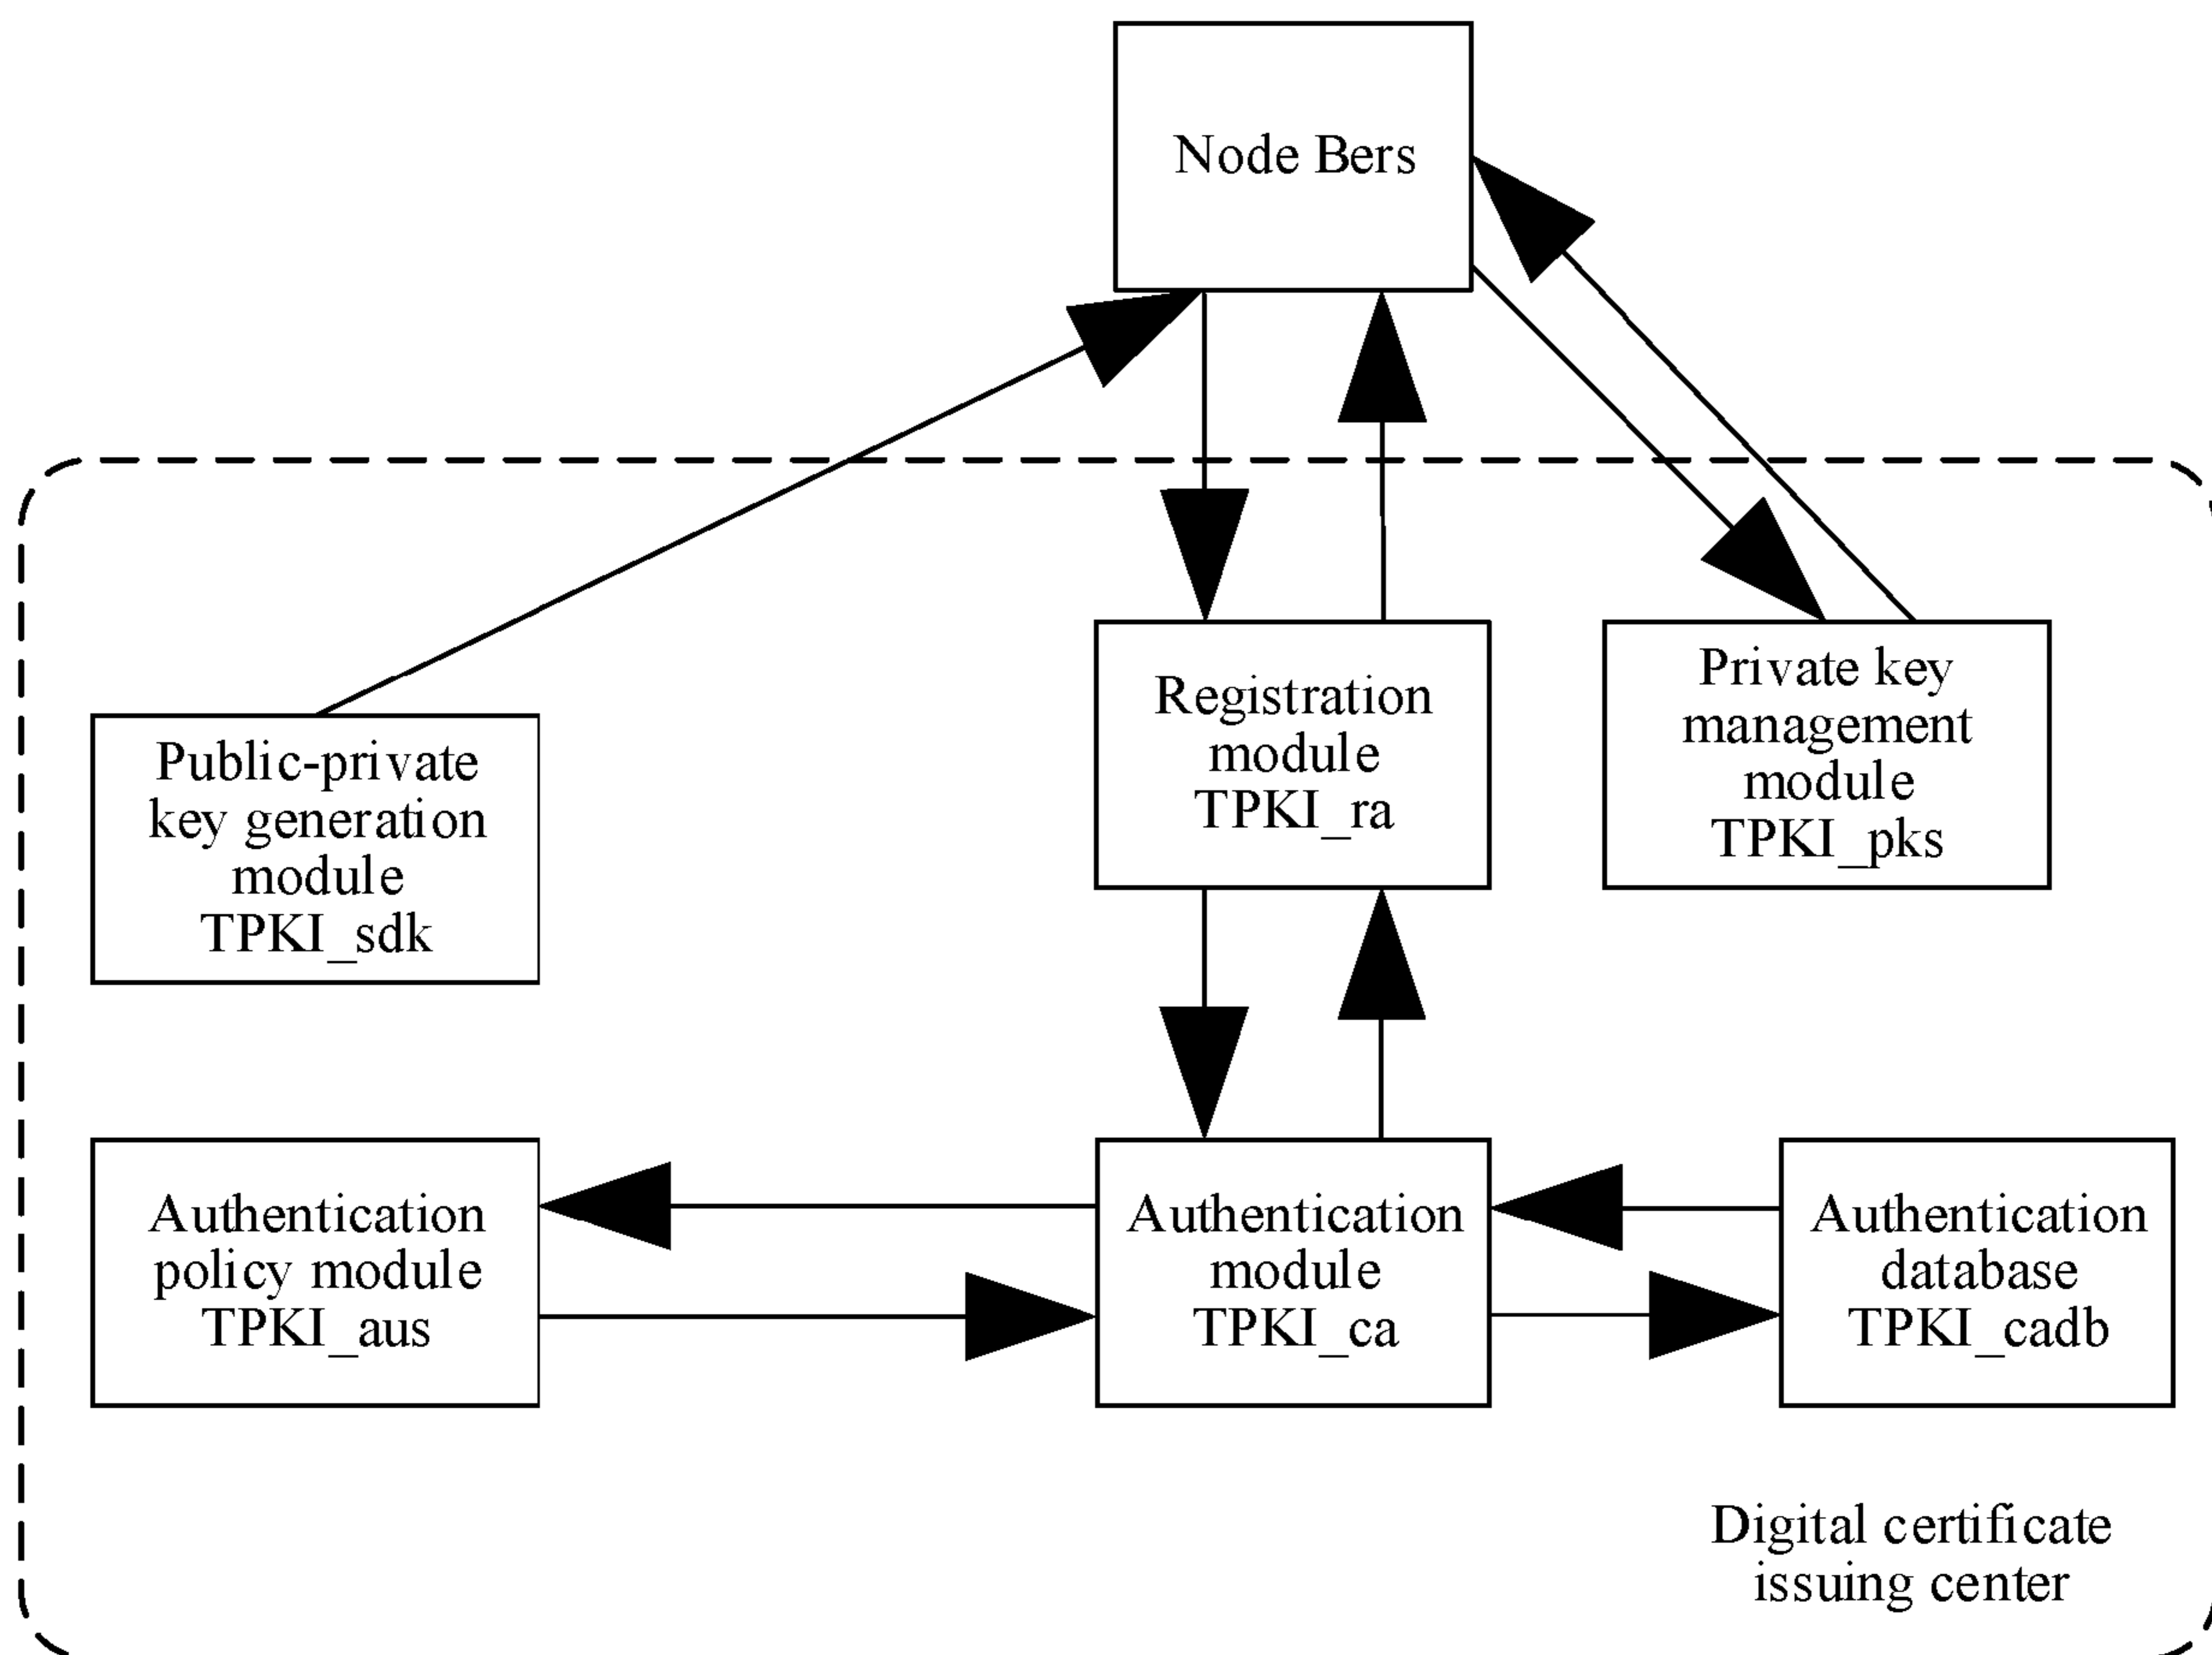 Node Bers
Public-private
key generation
module
TPKI_sdk
Registration
module
TPKI_ra
Private key
management
module
TPKI_pks
Authentication
policy module
TPKI_aus
Authentication
module
TPKI_ca
Authentication
database
TPKI_cadb
Digital certificate
issuing center